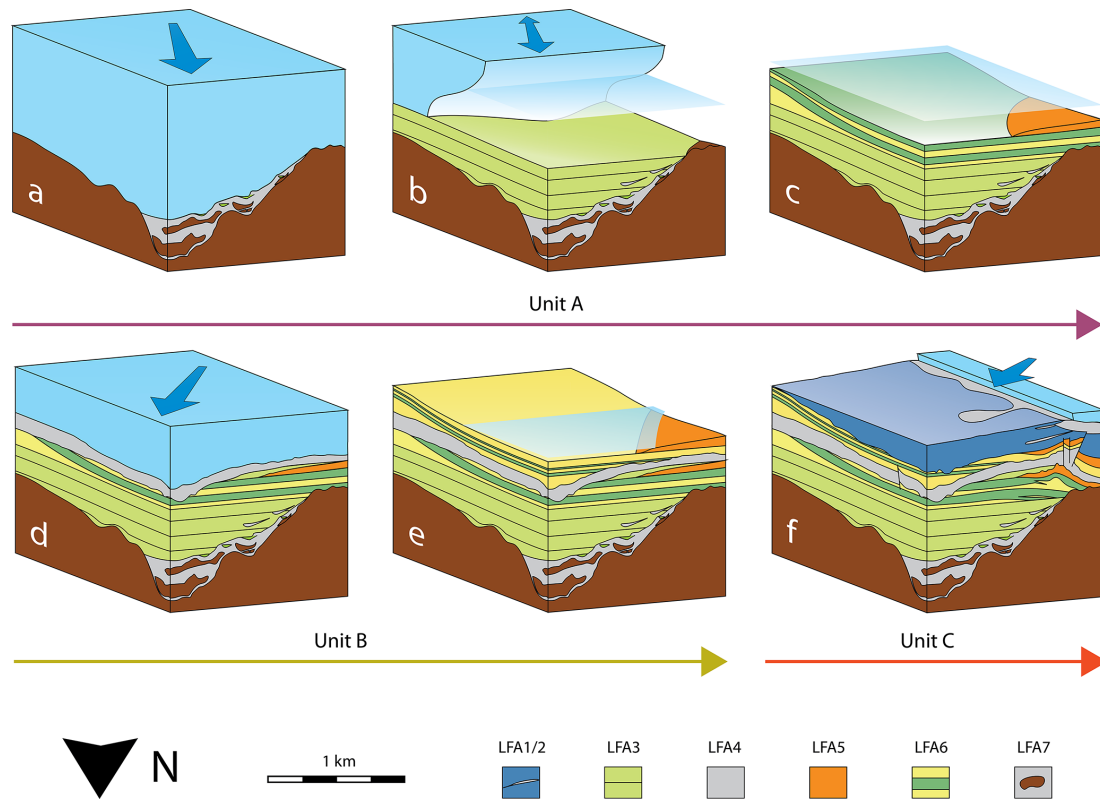 a
b
c
Unit A
d
e
f
Unit B
Unit C
N
1 km
LFA1/2
LFA3
LFA4
LFA5
LFA6
LFA7